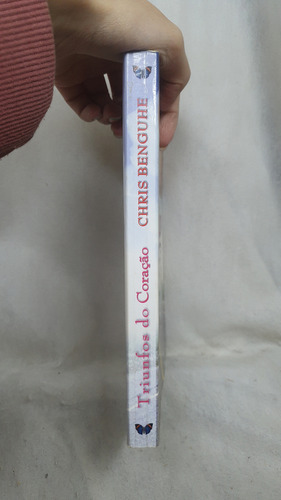 Triunfos do Coração
CHRIS BENGUHE